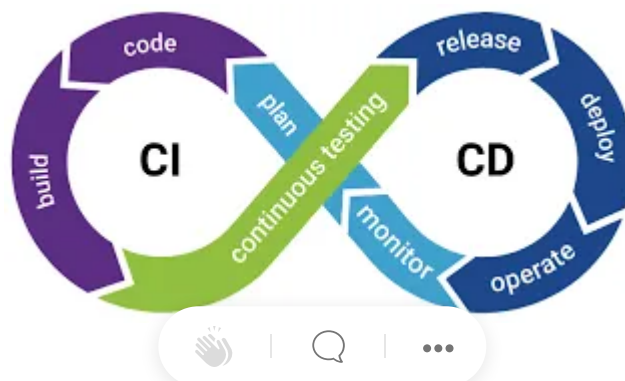 code
build
CI
plan
continuous testing
monitor
release
deploy
CD
operate